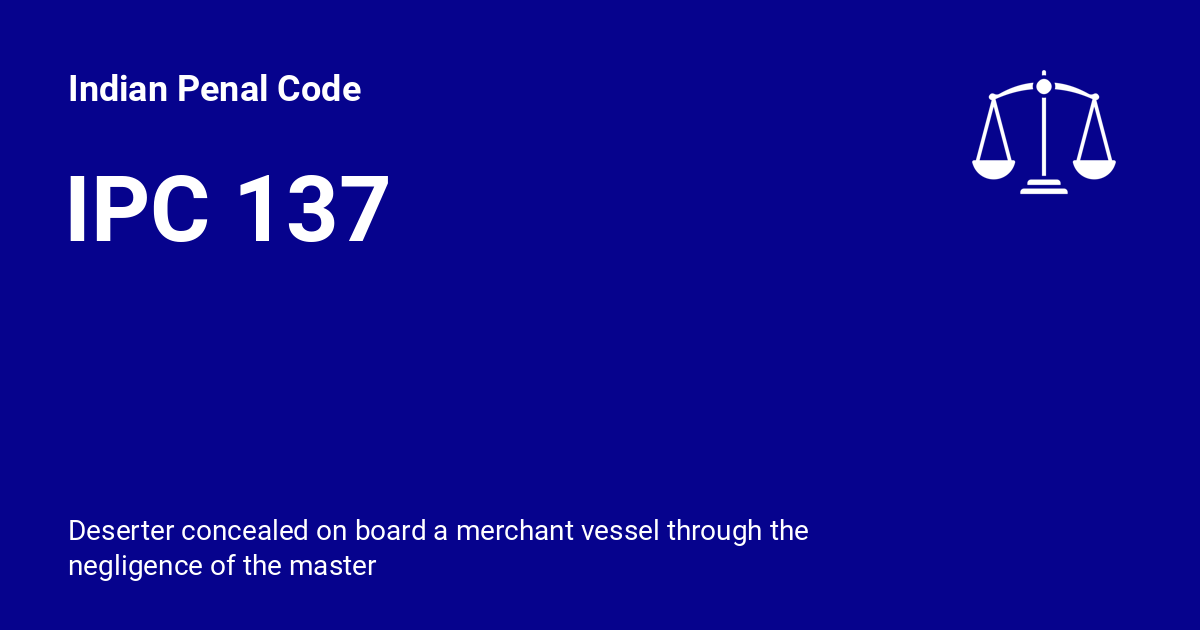 Indian Penal Code
IPC 137
Deserter concealed on board a merchant vessel through the
negligence of the master